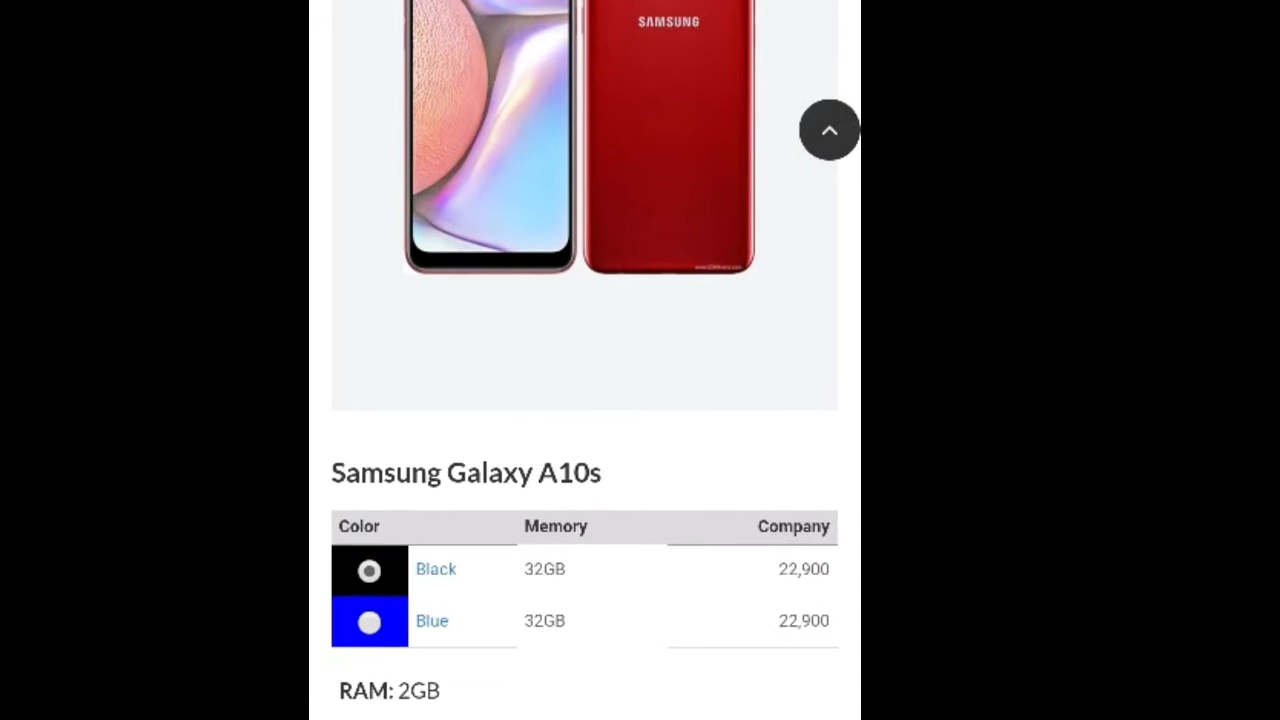 SAMSUNG
Samsung Galaxy A10s
Color Memory Company
Black 32GB 22,900
Blue 32GB 22,900
RAM: 2GB